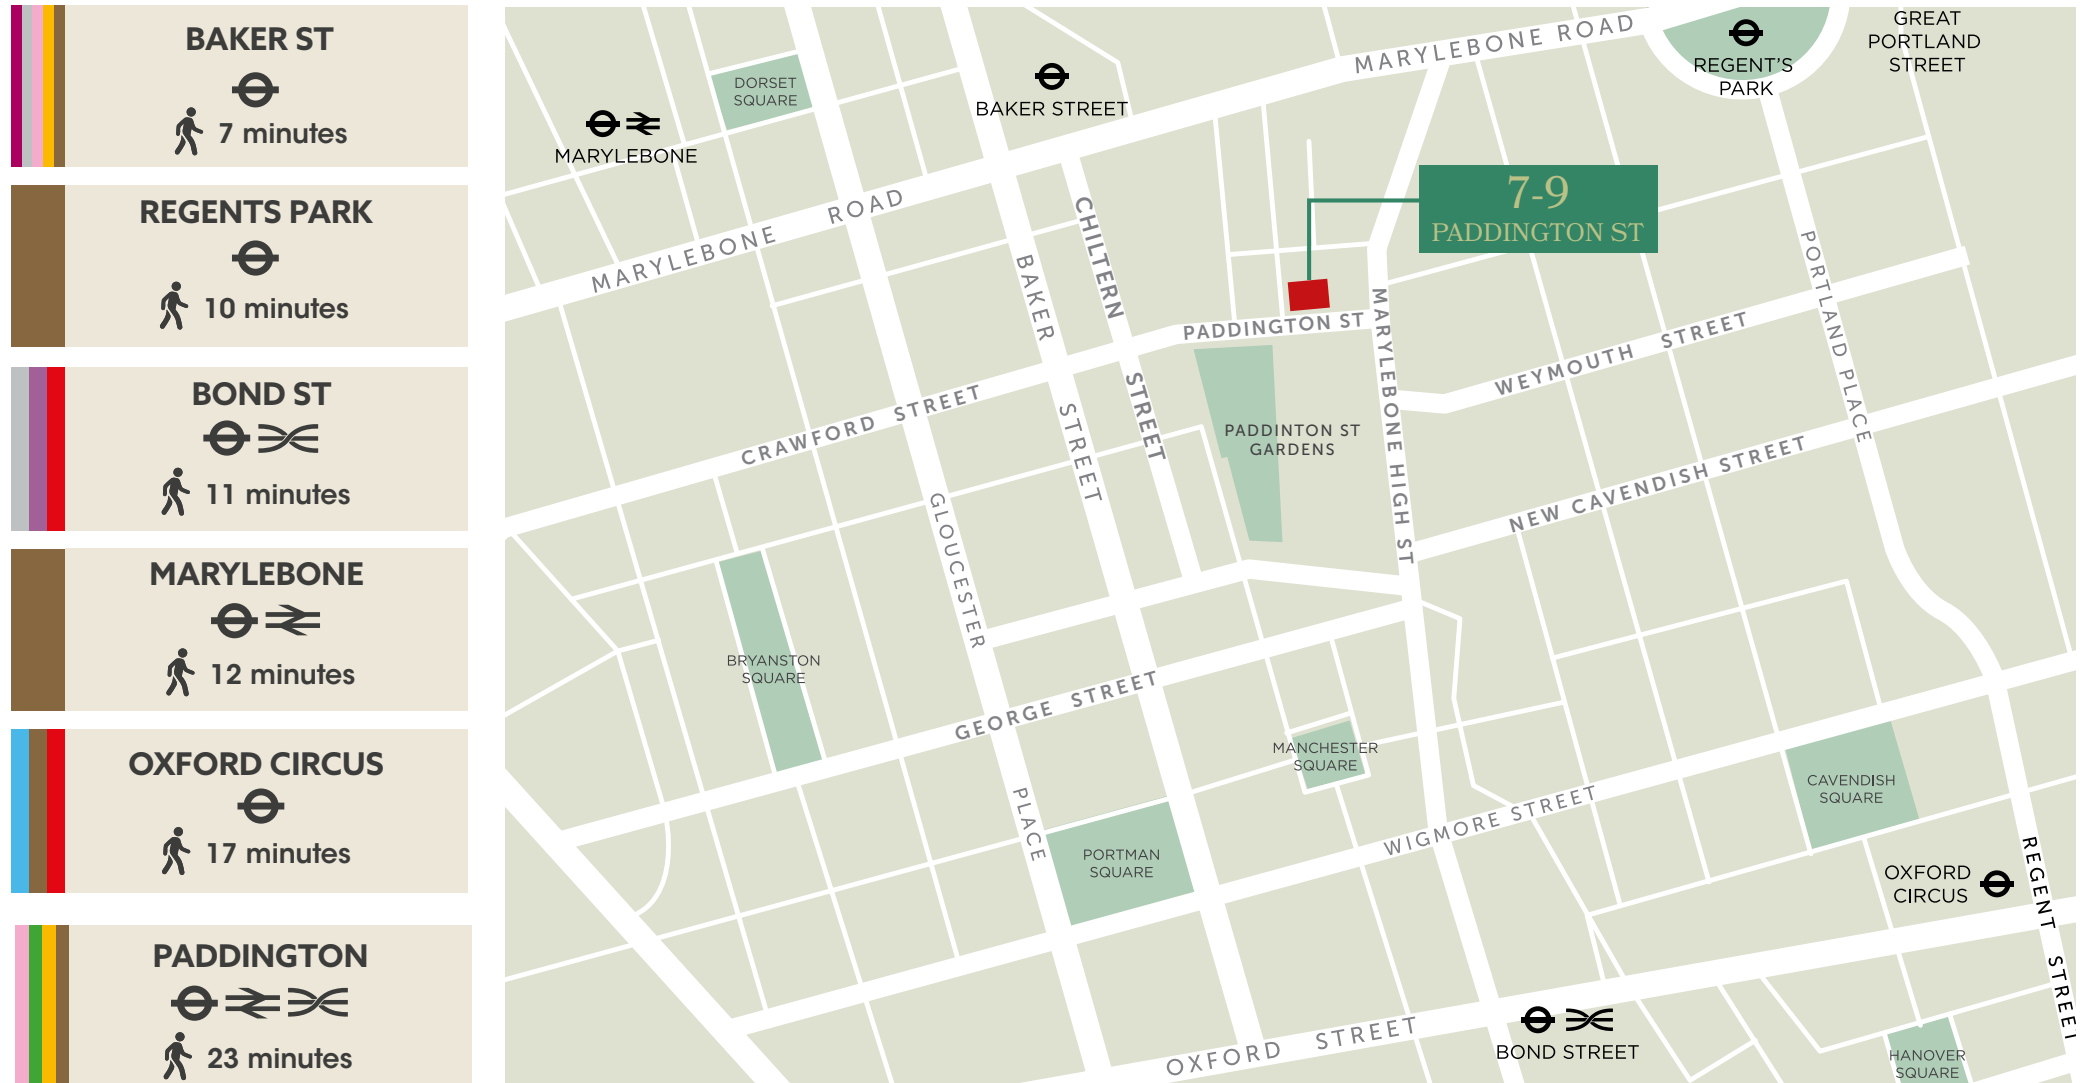 BAKER ST
7 minutes
REGENTS PARK
10 minutes
BOND ST
11 minutes
MARYLEBONE
12 minutes
OXFORD CIRCUS
17 minutes
PADDINGTON
23 minutes
GREAT
PORTLAND
STREET
MARYLEBONE ROAD
REGENT'S
PARK
DORSET
SQUARE
BAKER STREET
MARYLEBONE
7-9
PADDINGTON ST
MARYLEBONE ROAD
CHILTERN STREET
BAKER STREET
PORTLAND PLACE
PADDINGTON ST
MARYLEBONE HIGH ST
WEYMOUTH STREET
CRAWFORD STREET
PADDINTON ST
GARDENS
NEW CAVENDISH STREET
GLOUCESTER PLACE
BRYANSTON
SQUARE
GEORGE STREET
MANCHESTER
SQUARE
CAVENDISH
SQUARE
WIGMORE STREET
PORTMAN
SQUARE
OXFORD
CIRCUS
REGENT STREET
OXFORD STREET
BOND STREET
HANOVER
SQUARE